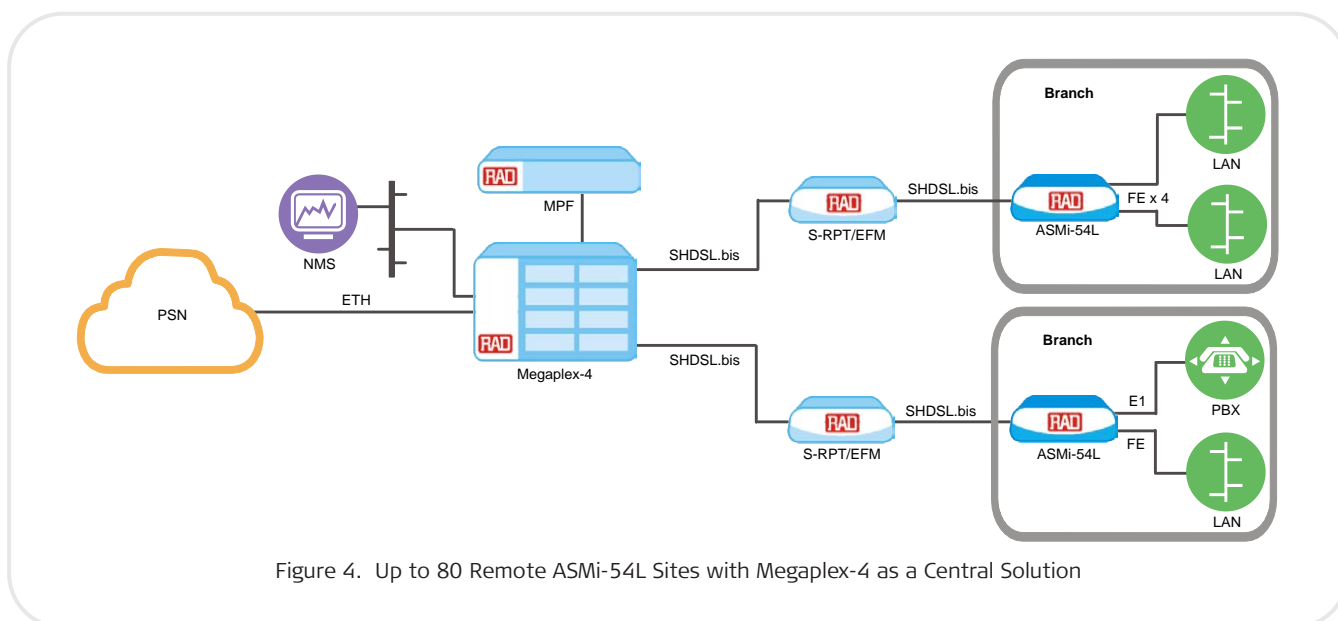 Branch
LAN
RAD
MPF
SHDSL.bis
RAD
FE x 4
SHDSL.bis
RAD
S-RPT/EFM
ASMi-54L
NMS
LAN
ETH
PSN
RAD
Megaplex-4
SHDSL.bis
Branch
E1
PBX
SHDSL.bis
RAD
RAD
FE
S-RPT/EFM
ASMi-54L
LAN
Figure 4. Up to 80 Remote ASMi-54L Sites with Megaplex-4 as a Central Solution